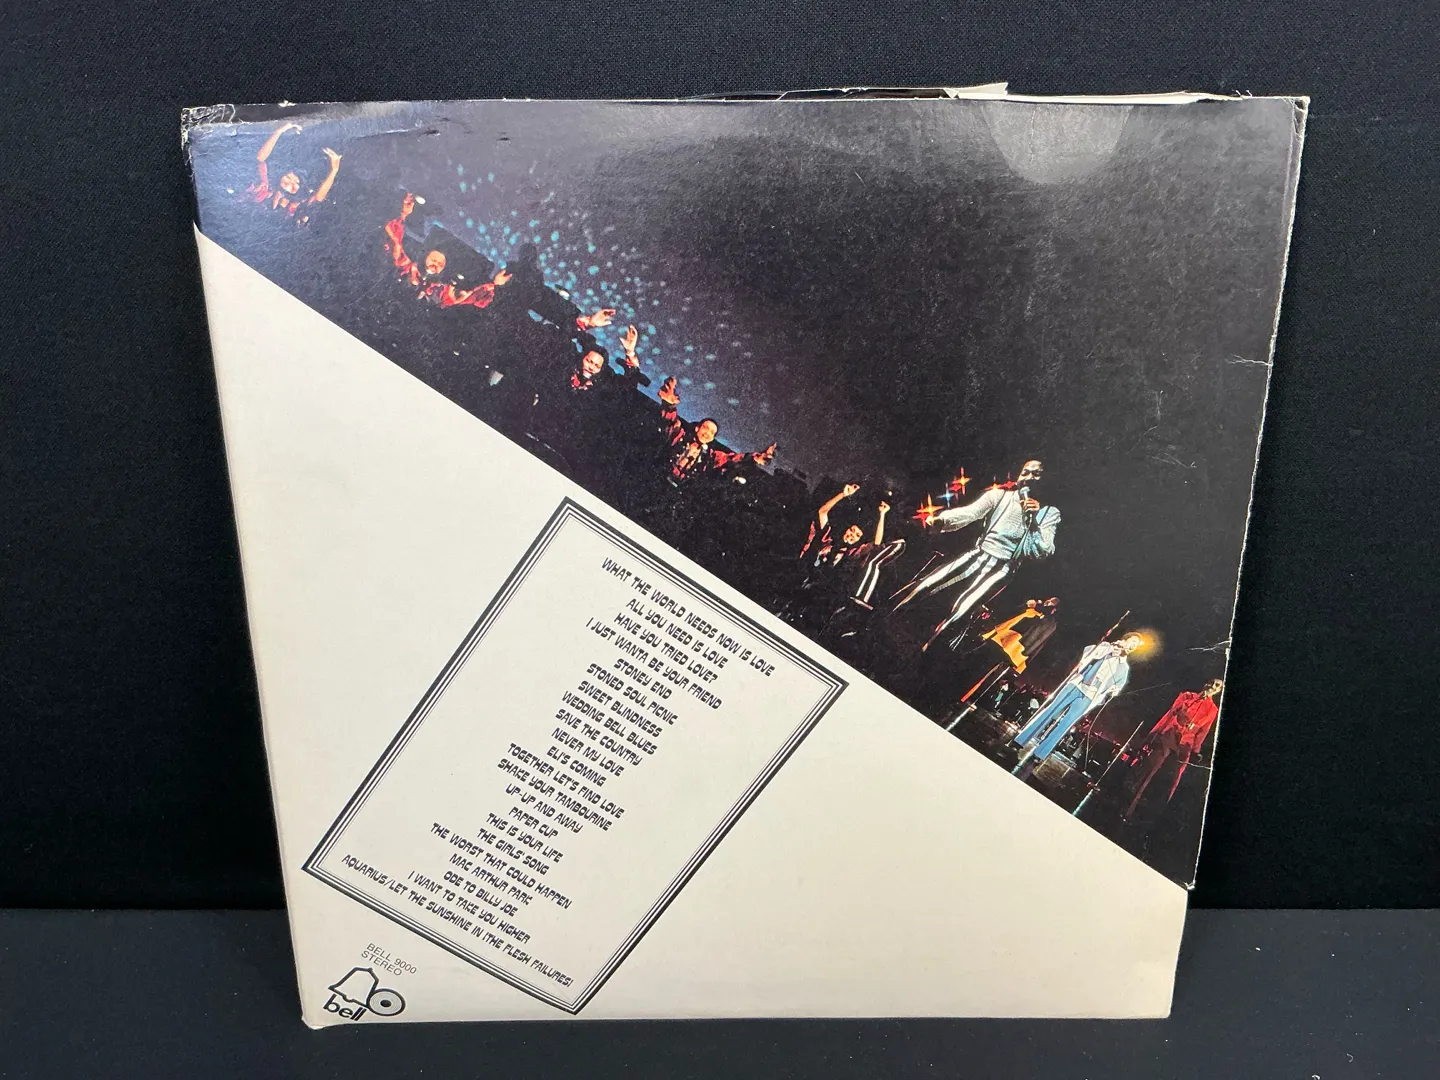 WHAT THE WORLD NEEDS NOW IS LOVE
ALL YOU NEED IS LOVE
HAVE YOU TRIED LOVE?
I JUST WANTA BE YOUR FRIEND
STONEY END
STONED SOUL PICNIC
SWEET BLINDNESS
WEDDING BELL BLUES
SAVE THE COUNTRY
NEVER MY LOVE
ELI'S COMING
TOGETHER LET'S FIND LOVE
SHAKE YOUR TAMBOURINE
UP-UP AND AWAY
PAPER CUP
THIS IS YOUR LIFE
THE GIRLS' SONG
THE WORST THAT COULD HAPPEN
MAC ARTHUR PARK
ODE TO BILLY JOE
I WANT TO TAKE YOU HIGHER
AQUARIUS/LET THE SUNSHINE IN (THE FLESH FAILURES)
BELL 9000
STEREO
bell